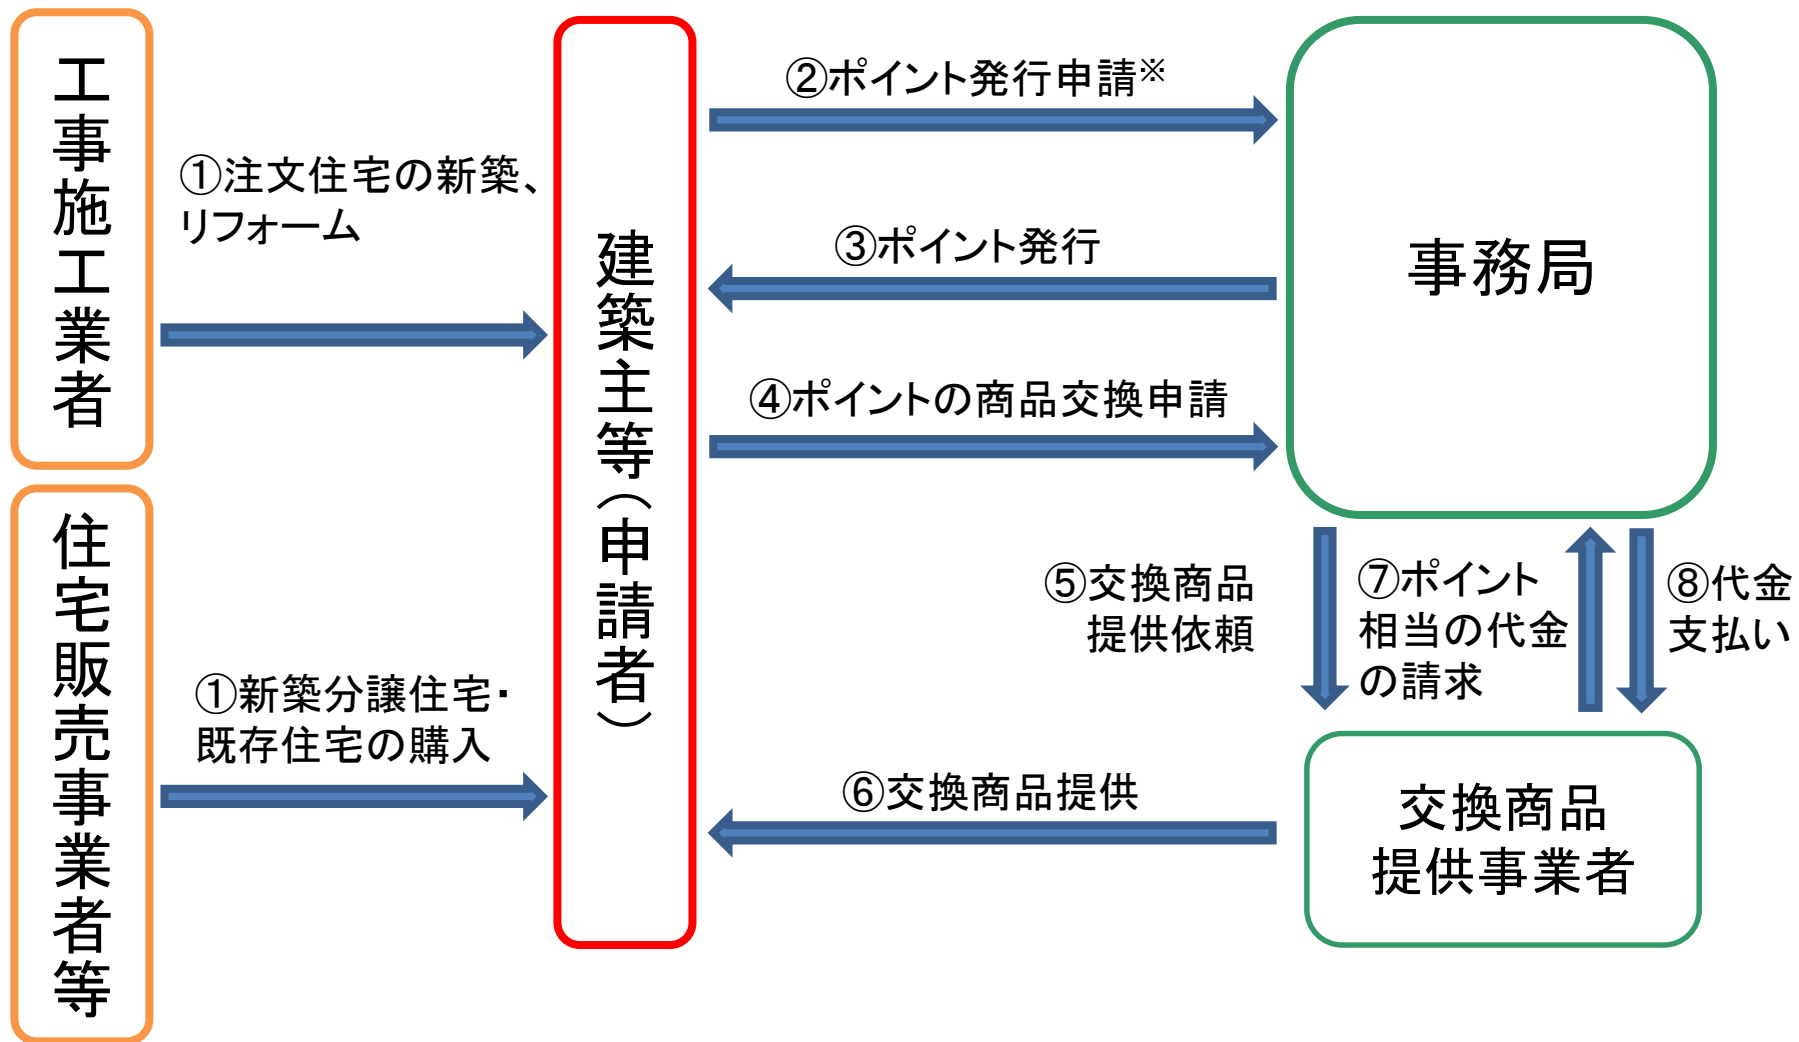 工事施工業者
①注文住宅の新築、
リフォーム
住宅販売事業者等
①新築分譲住宅・
既存住宅の購入
建築主等(申請者)
②ポイント発行申請※
③ポイント発行
④ポイントの商品交換申請
事務局
⑤交換商品
提供依頼
⑦ポイント
相当の代金
の請求
⑧代金
支払い
⑥交換商品提供
交換商品
提供事業者